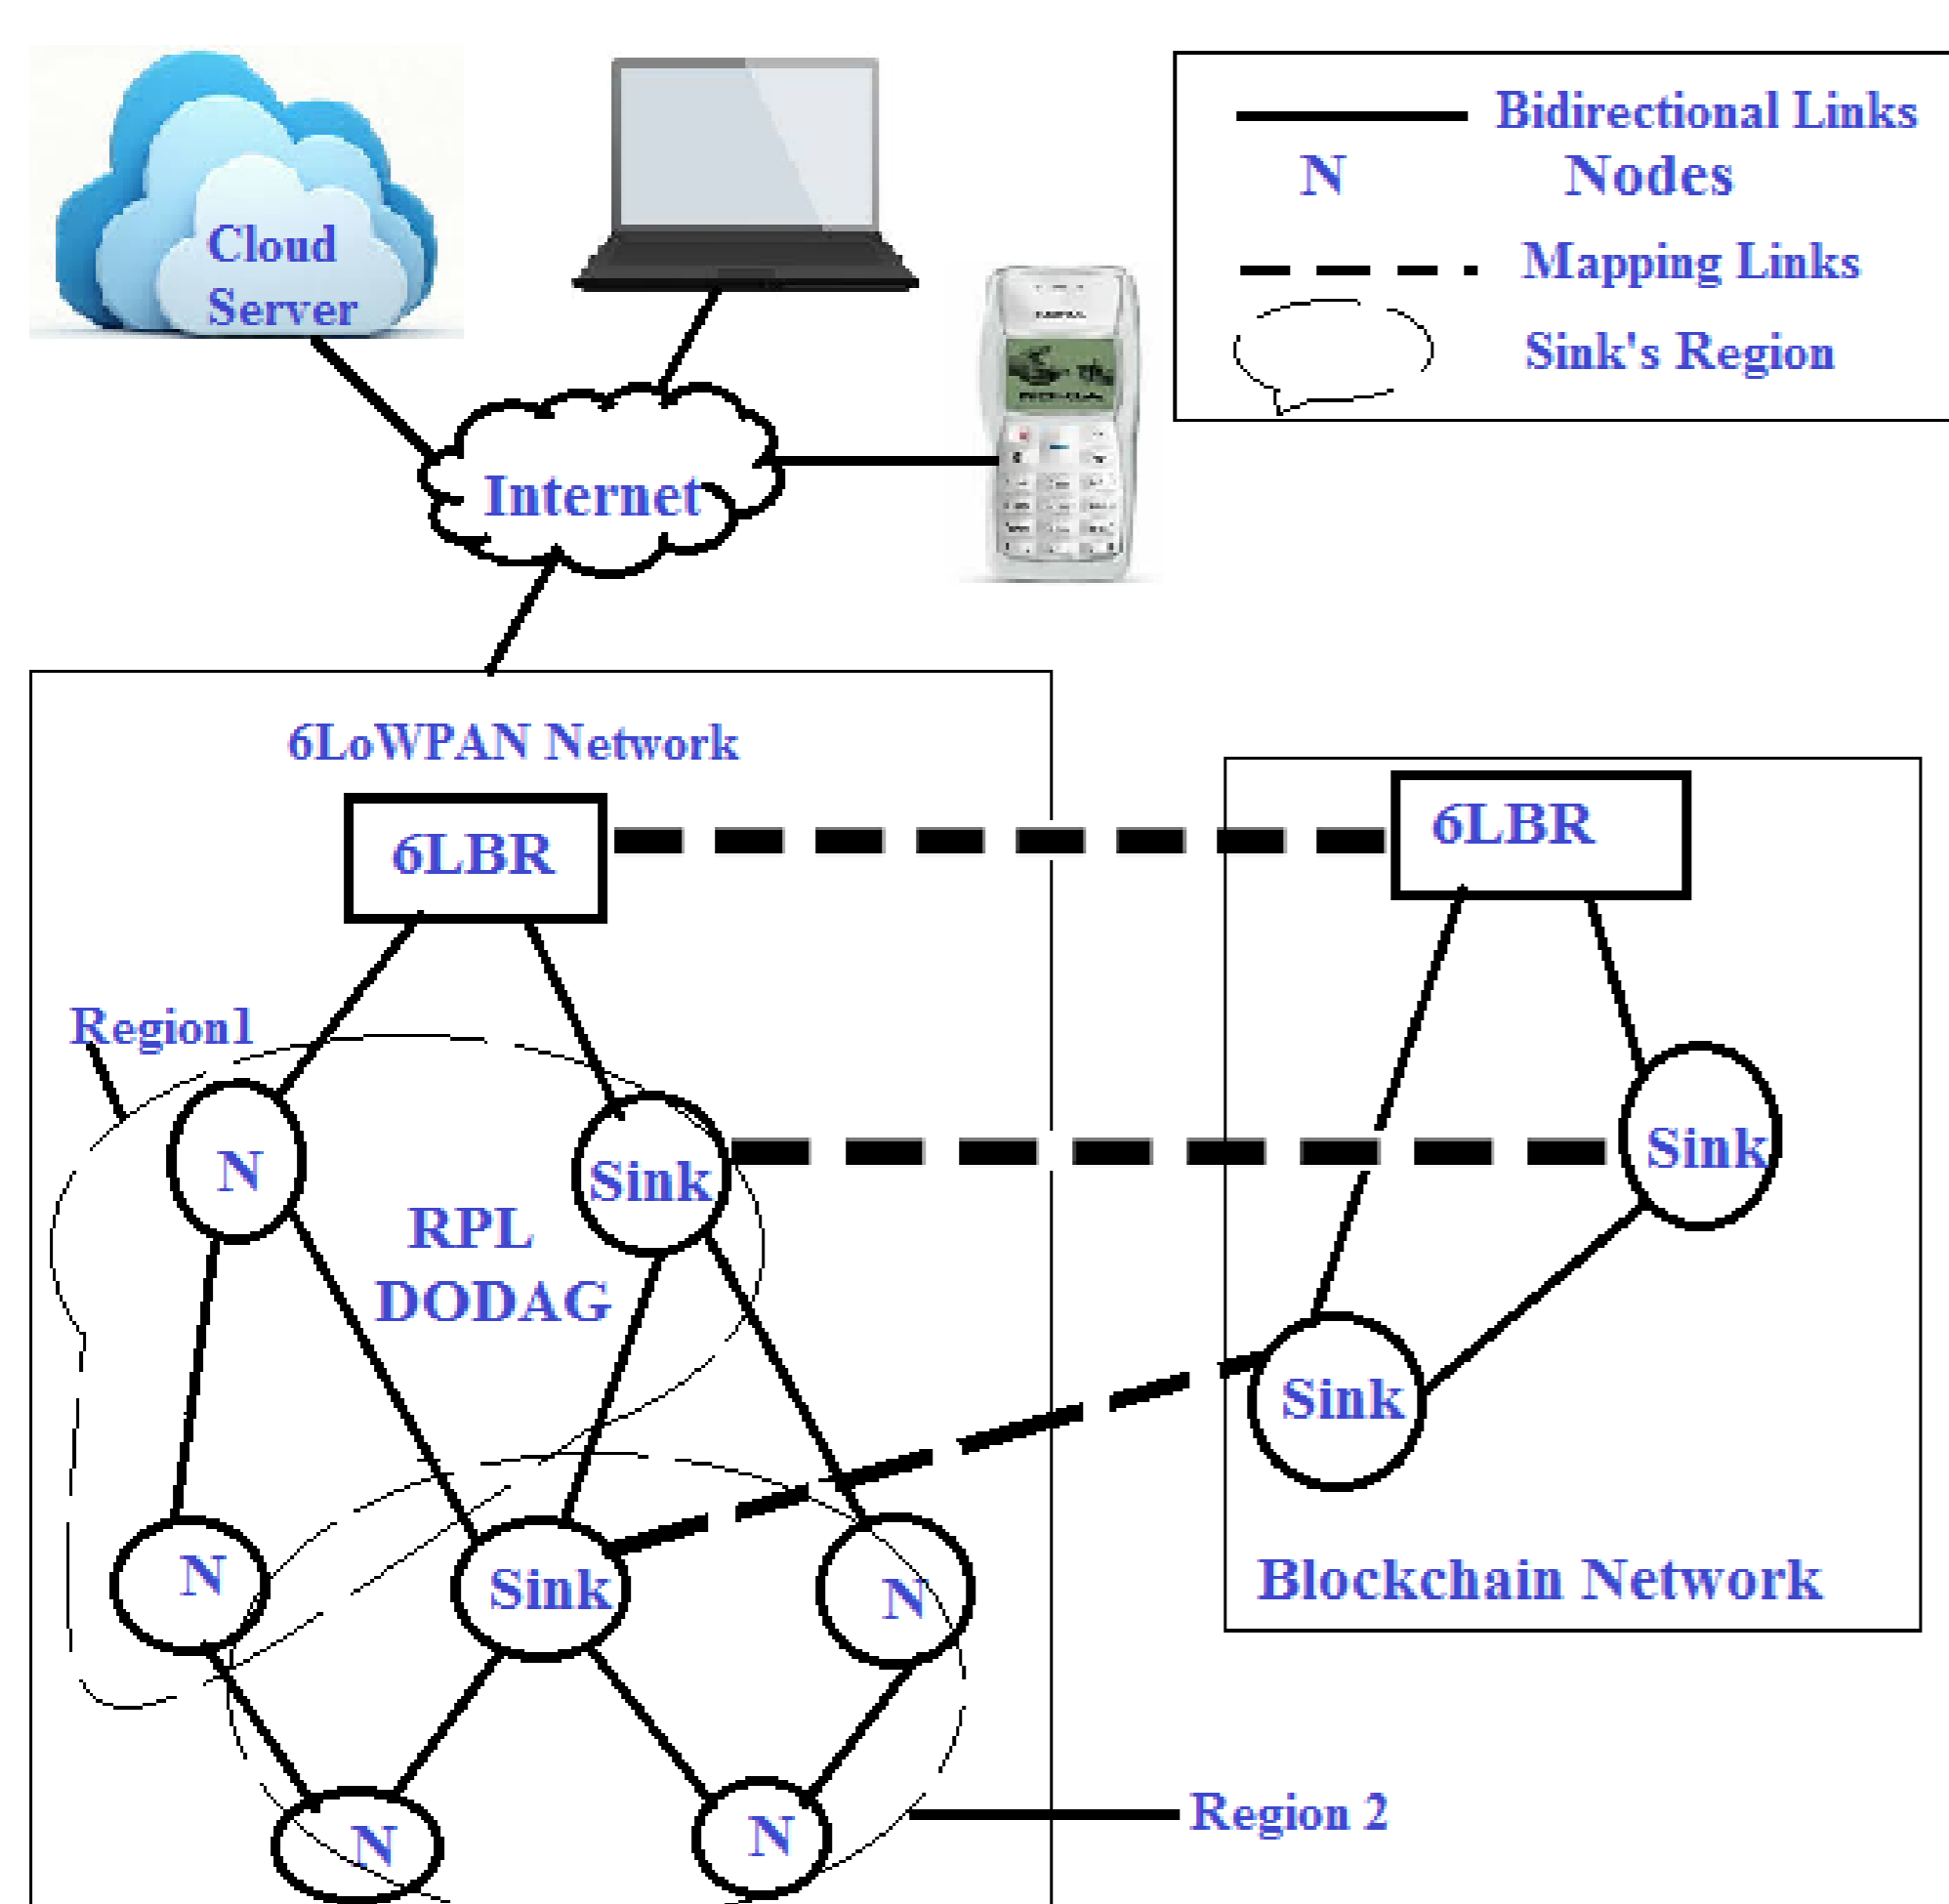 Cloud
Server
Bidirectional Links
N Nodes
Mapping Links
Sink's Region
Internet
6LoWPAN Network
6LBR
6LBR
Region1
N
Sink
Sink
RPL
DODAG
Sink
N
Sink
N
Blockchain Network
N
N
Region 2